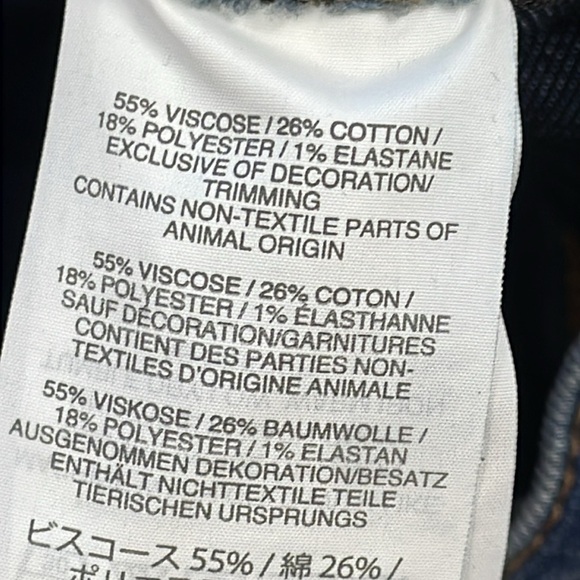 55% VISCOSE / 26% COTTON /
18% POLYESTER / 1% ELASTANE
EXCLUSIVE OF DECORATION/
TRIMMING
CONTAINS NON-TEXTILE PARTS OF
ANIMAL ORIGIN
55% VISCOSE / 26% COTON /
18% POLYESTER / 1% ÉLASTHANNE
SAUF DÉCORATION/GARNITURES
CONTIENT DES PARTIES NON-
TEXTILES D'ORIGINE ANIMALE
55% VISKOSE / 26% BAUMWOLLE /
18% POLYESTER / 1% ELASTAN
AUSGENOMMEN DEKORATION/BESATZ
ENTHÄLT NICHTTEXTILE TEILE
TIERISCHEN URSPRUNGS
ビスコース 55% / 綿 26% /